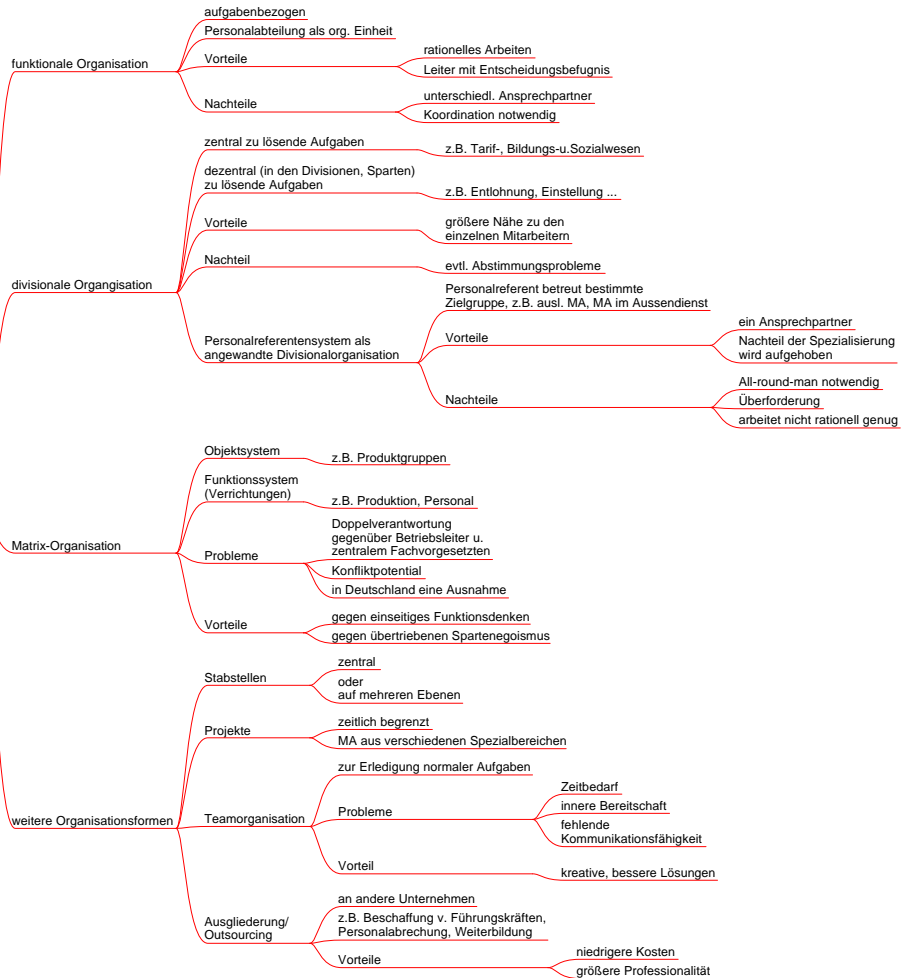 funktionale Organisation
aufgabenbezogen
Personalabteilung als org. Einheit
Vorteile
rationelles Arbeiten
Leiter mit Entscheidungsbefugnis
Nachteile
unterschiedl. Ansprechpartner
Koordination notwendig
divisionale Organgisation
zentral zu lösende Aufgaben
z.B. Tarif-, Bildungs-u.Sozialwesen
dezentral (in den Divisionen, Sparten)
zu lösende Aufgaben
z.B. Entlohnung, Einstellung ...
Vorteile
größere Nähe zu den
einzelnen Mitarbeitern
Nachteil
evtl. Abstimmungsprobleme
Personalreferentensystem als
angewandte Divisionalorganisation
Personalreferent betreut bestimmte
Zielgruppe, z.B. ausl. MA, MA im Aussendienst
Vorteile
ein Ansprechpartner
Nachteil der Spezialisierung
wird aufgehoben
Nachteile
All-round-man notwendig
Überforderung
arbeitet nicht rationell genug
Matrix-Organisation
Objektsystem
z.B. Produktgruppen
Funktionssystem
(Verrichtungen)
z.B. Produktion, Personal
Probleme
Doppelverantwortung
gegenüber Betriebsleiter u.
zentralem Fachvorgesetzten
Konfliktpotential
in Deutschland eine Ausnahme
Vorteile
gegen einseitiges Funktionsdenken
gegen übertriebenen Spartenegoismus
weitere Organisationsformen
Stabstellen
zentral
oder
auf mehreren Ebenen
Projekte
zeitlich begrenzt
MA aus verschiedenen Spezialbereichen
Teamorganisation
zur Erledigung normaler Aufgaben
Probleme
Zeitbedarf
innere Bereitschaft
fehlende
Kommunikationsfähigkeit
Vorteil
kreative, bessere Lösungen
Ausgliederung/
Outsourcing
an andere Unternehmen
z.B. Beschaffung v. Führungskräften,
Personalabrechung, Weiterbildung
Vorteile
niedrigere Kosten
größere Professionalität